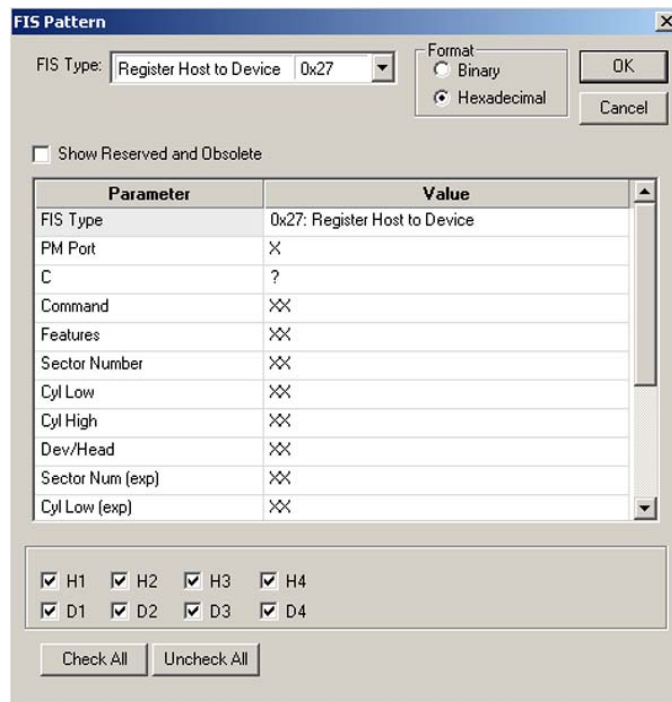 FIS Pattern
FIS Type: Register Host to Device 0x27
Format
Binary
Hexadecimal
OK
Cancel
Show Reserved and Obsolete
Parameter Value
FIS Type 0x27: Register Host to Device
PM Port X
C ?
Command XX
Features XX
Sector Number XX
Cyl Low XX
Cyl High XX
Dev/Head XX
Sector Num (exp) XX
Cyl Low (exp) XX
H1 H2 H3 H4
D1 D2 D3 D4
Check All Uncheck All